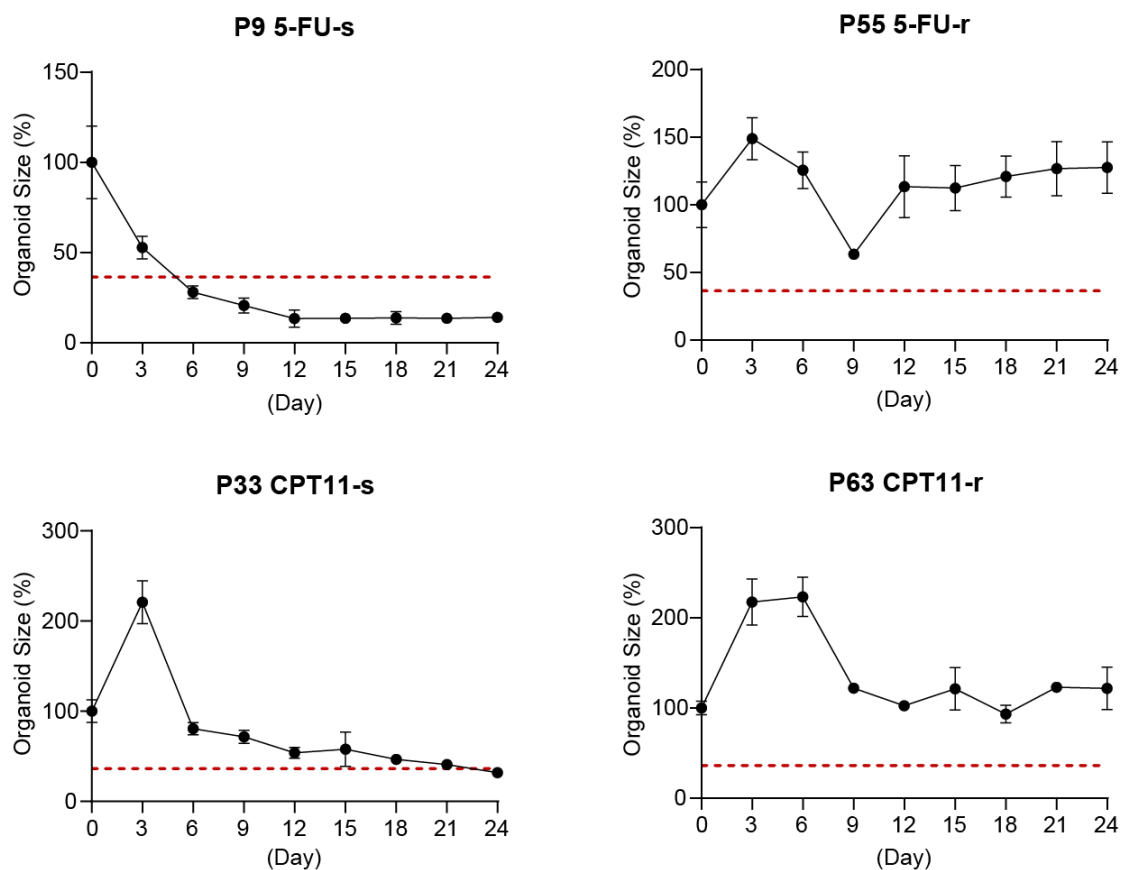 P9 5-FU-s
150
100
50
0
Organoid Size (%)
0 3 6 9 12 15 18 21 24
(Day)
P55 5-FU-r
200
150
100
50
0
Organoid Size (%)
0 3 6 9 12 15 18 21 24
(Day)
P33 CPT11-s
300
200
100
0
Organoid Size (%)
0 3 6 9 12 15 18 21 24
(Day)
P63 CPT11-r
300
200
100
0
Organoid Size (%)
0 3 6 9 12 15 18 21 24
(Day)